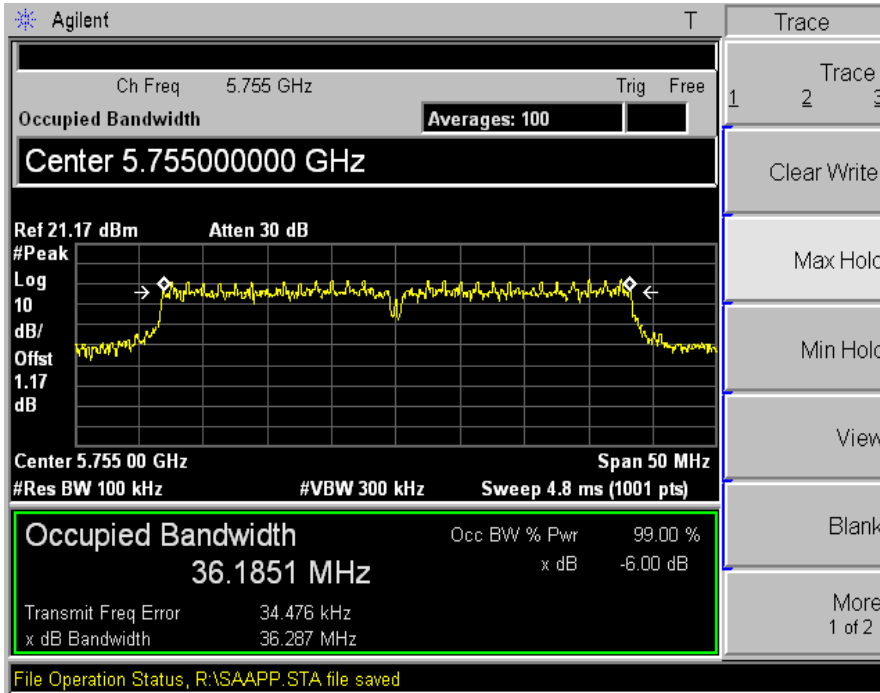 Agilent T
Trace
Ch Freq 5.755 GHz Trig Free
Occupied Bandwidth Averages: 100
Center 5.755000000 GHz
Ref 21.17 dBm Atten 30 dB
#Peak
Log
10
dB/
Offst
1.17
dB
Center 5.755 00 GHz Span 50 MHz
#Res BW 100 kHz #VBW 300 kHz Sweep 4.8 ms (1001 pts)
Occupied Bandwidth
36.1851 MHz
Occ BW % Pwr 99.00 %
x dB -6.00 dB
Transmit Freq Error 34.476 kHz
x dB Bandwidth 36.287 MHz
File Operation Status, R:\SAAPP.STA file saved
Trace
1 2 3
Clear Write
Max Hold
Min Hold
View
Blank
More
1 of 2